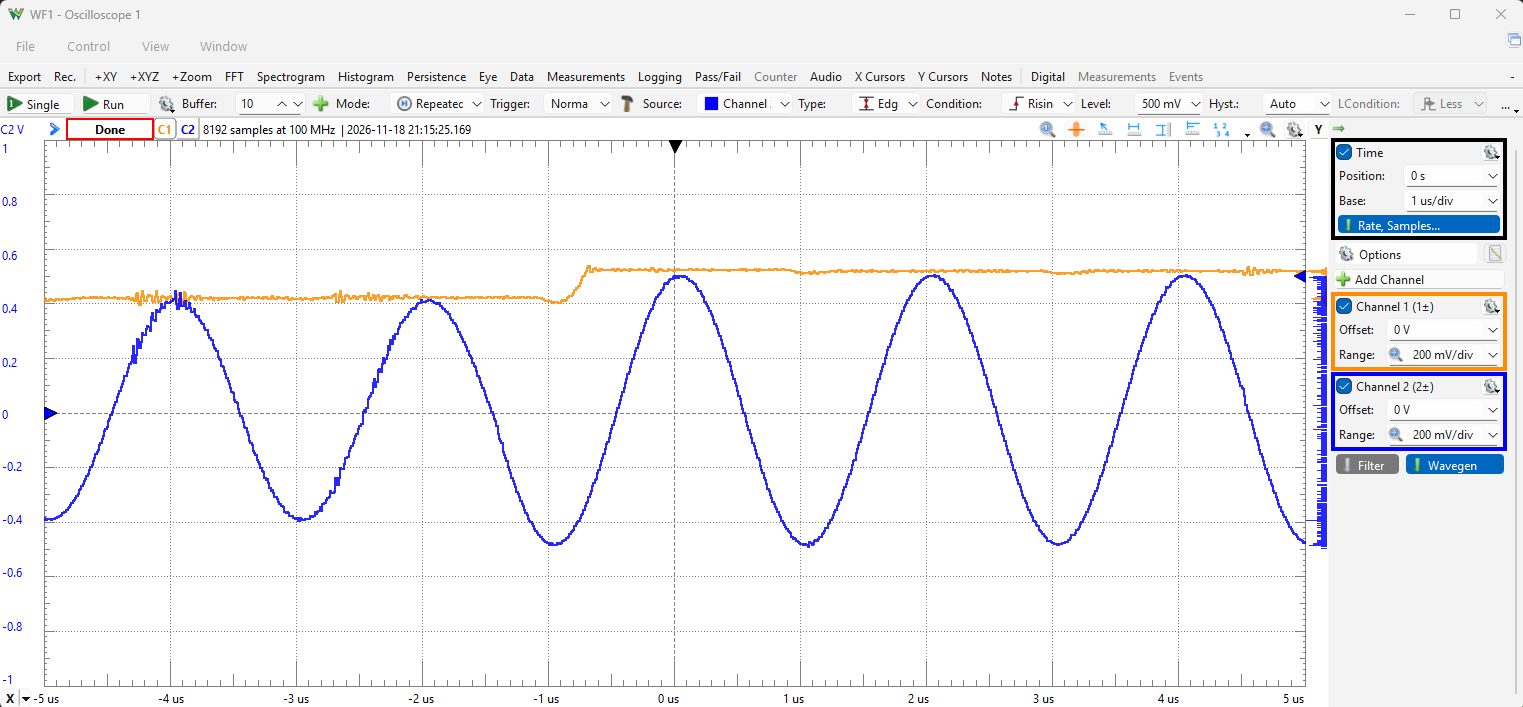 WF1 - Oscilloscope 1
File Control View Window
Export Rec. +XY +XYZ +Zoom FFT Spectrogram Histogram Persistence Eye Data Measurements Logging Pass/Fail Counter Audio X Cursors Y Cursors Notes Digital Measurements Events
Single Run Buffer: 10 Mode: Repeatec Trigger: Norma Source: Channel Type: Edg Condition: Risin Level: 500 mV Hyst.: Auto LCondition: Less ...
C2 V Done C1 C2 8192 samples at 100 MHz | 2026-11-18 21:15:25.169 Y
1
0.8
0.6
0.4
0.2
0
-0.2
-0.4
-0.6
-0.8
-1
X -5 us -4 us -3 us -2 us -1 us 0 us 1 us 2 us 3 us 4 us 5 us
Time
Position: 0 s
Base: 1 us/div
Rate, Samples...
Options
Add Channel
Channel 1 (1±)
Offset: 0 V
Range: 200 mV/div
Channel 2 (2±)
Offset: 0 V
Range: 200 mV/div
Filter Wavegen